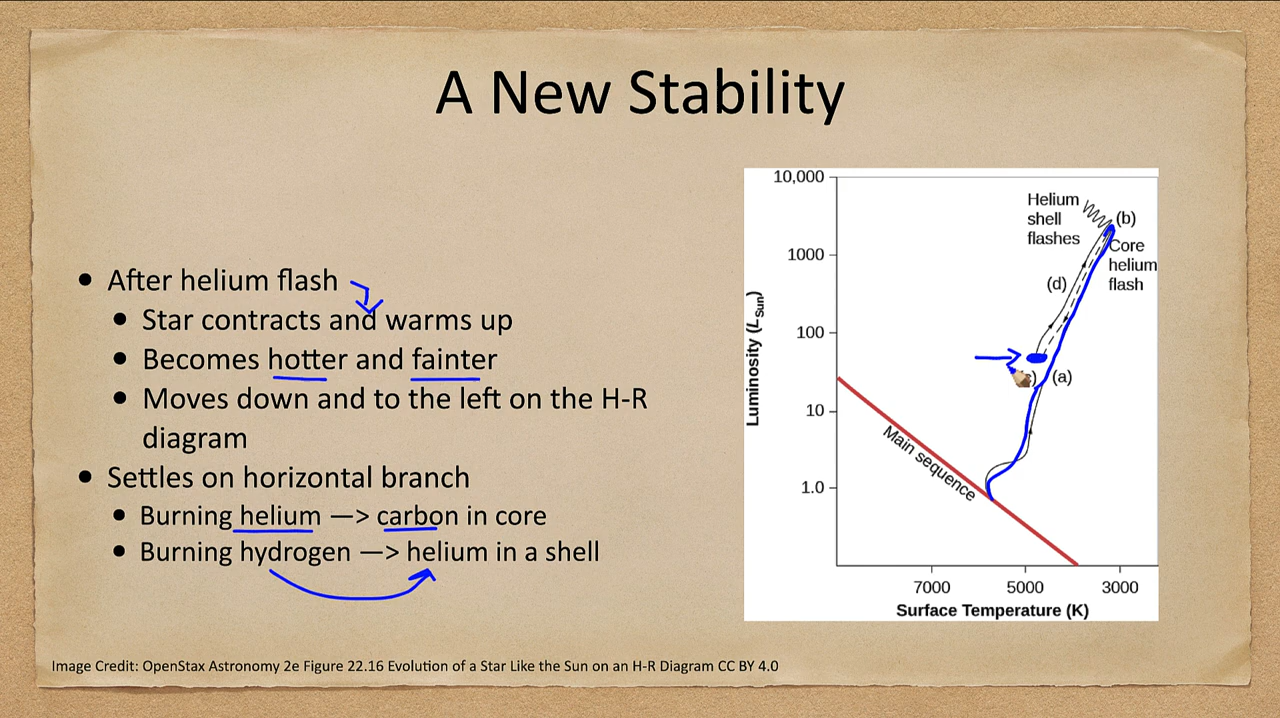 A New Stability
• After helium flash
• Star contracts and warms up
• Becomes hotter and fainter
• Moves down and to the left on the H-R
diagram
• Settles on horizontal branch
• Burning helium —> carbon in core
• Burning hydrogen —> helium in a shell
10,000
1000
100
10
1.0
Luminosity (LSun)
Helium
shell
flashes
(b)
Core
helium
flash
(d)
(a)
Main sequence
7000 5000 3000
Surface Temperature (K)
Image Credit: OpenStax Astronomy 2e Figure 22.16 Evolution of a Star Like the Sun on an H-R Diagram CC BY 4.0